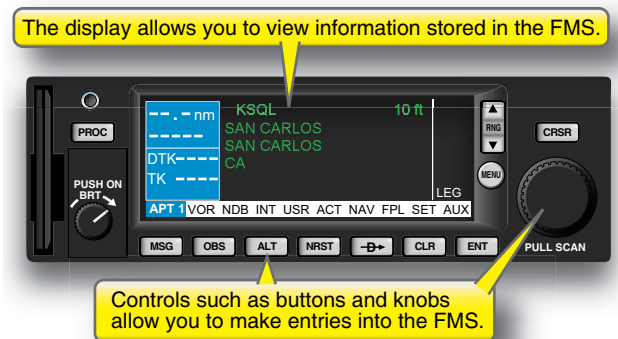 The display allows you to view information stored in the FMS.
--.- nm
KSQL 10 ft
-----
SAN CARLOS
SAN CARLOS
DTK----
CA
TK ----
LEG
APT 1 VOR NDB INT USR ACT NAV FPL SET AUX
PROC
PUSH ON
BRT
RNG
MENU
CRSR
PULL SCAN
MSG OBS ALT NRST D CLR ENT
Controls such as buttons and knobs
allow you to make entries into the FMS.